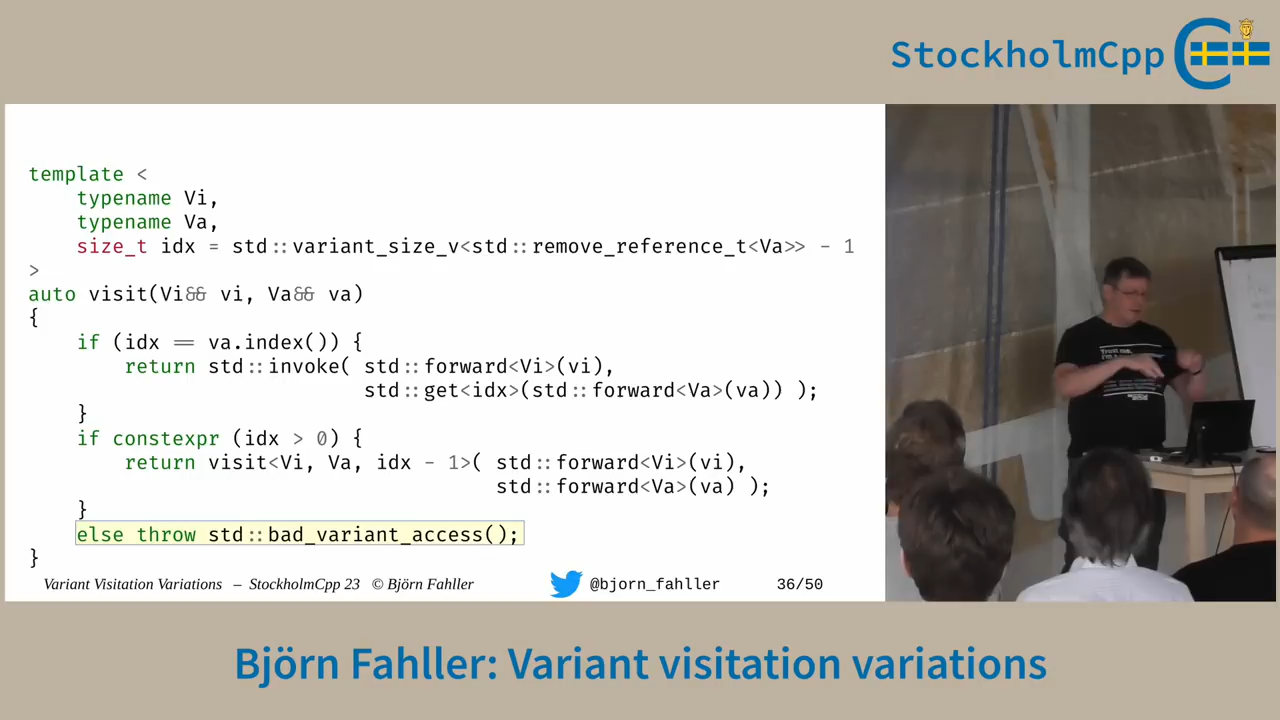 StockholmCpp
template <
typename Vi,
typename Va,
size_t idx = std::variant_size_v<std::remove_reference_t<Va>> - 1
>
auto visit(Vi&& vi, Va&& va)
{
if (idx == va.index()) {
return std::invoke( std::forward<Vi>(vi),
std::get<idx>(std::forward<Va>(va)) );
}
if constexpr (idx > 0) {
return visit<Vi, Va, idx - 1>( std::forward<Vi>(vi),
std::forward<Va>(va) );
}
else throw std::bad_variant_access();
}
Variant Visitation Variations – StockholmCpp 23 © Björn Fahller
@bjorn_fahller
36/50
Trust me,
Björn Fahller: Variant visitation variations